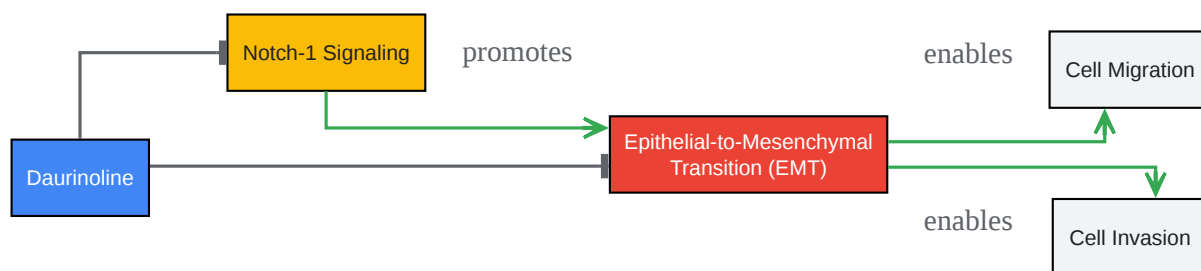 Notch-1 Signaling
promotes
enables
Cell Migration
Epithelial-to-Mesenchymal
Transition (EMT)
Daurinoline
enables
Cell Invasion